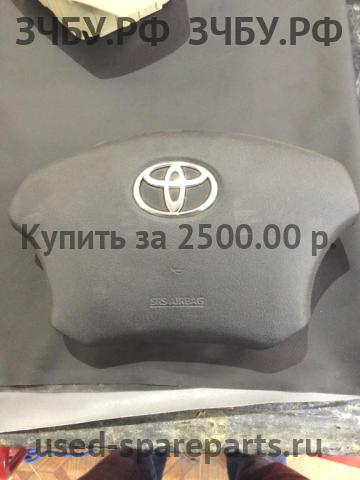 ЗЧБУ.РФ ЗЧБУ.РФ
Купить за 2500.00 р.
SRS AIRBAG
used-spareparts.ru